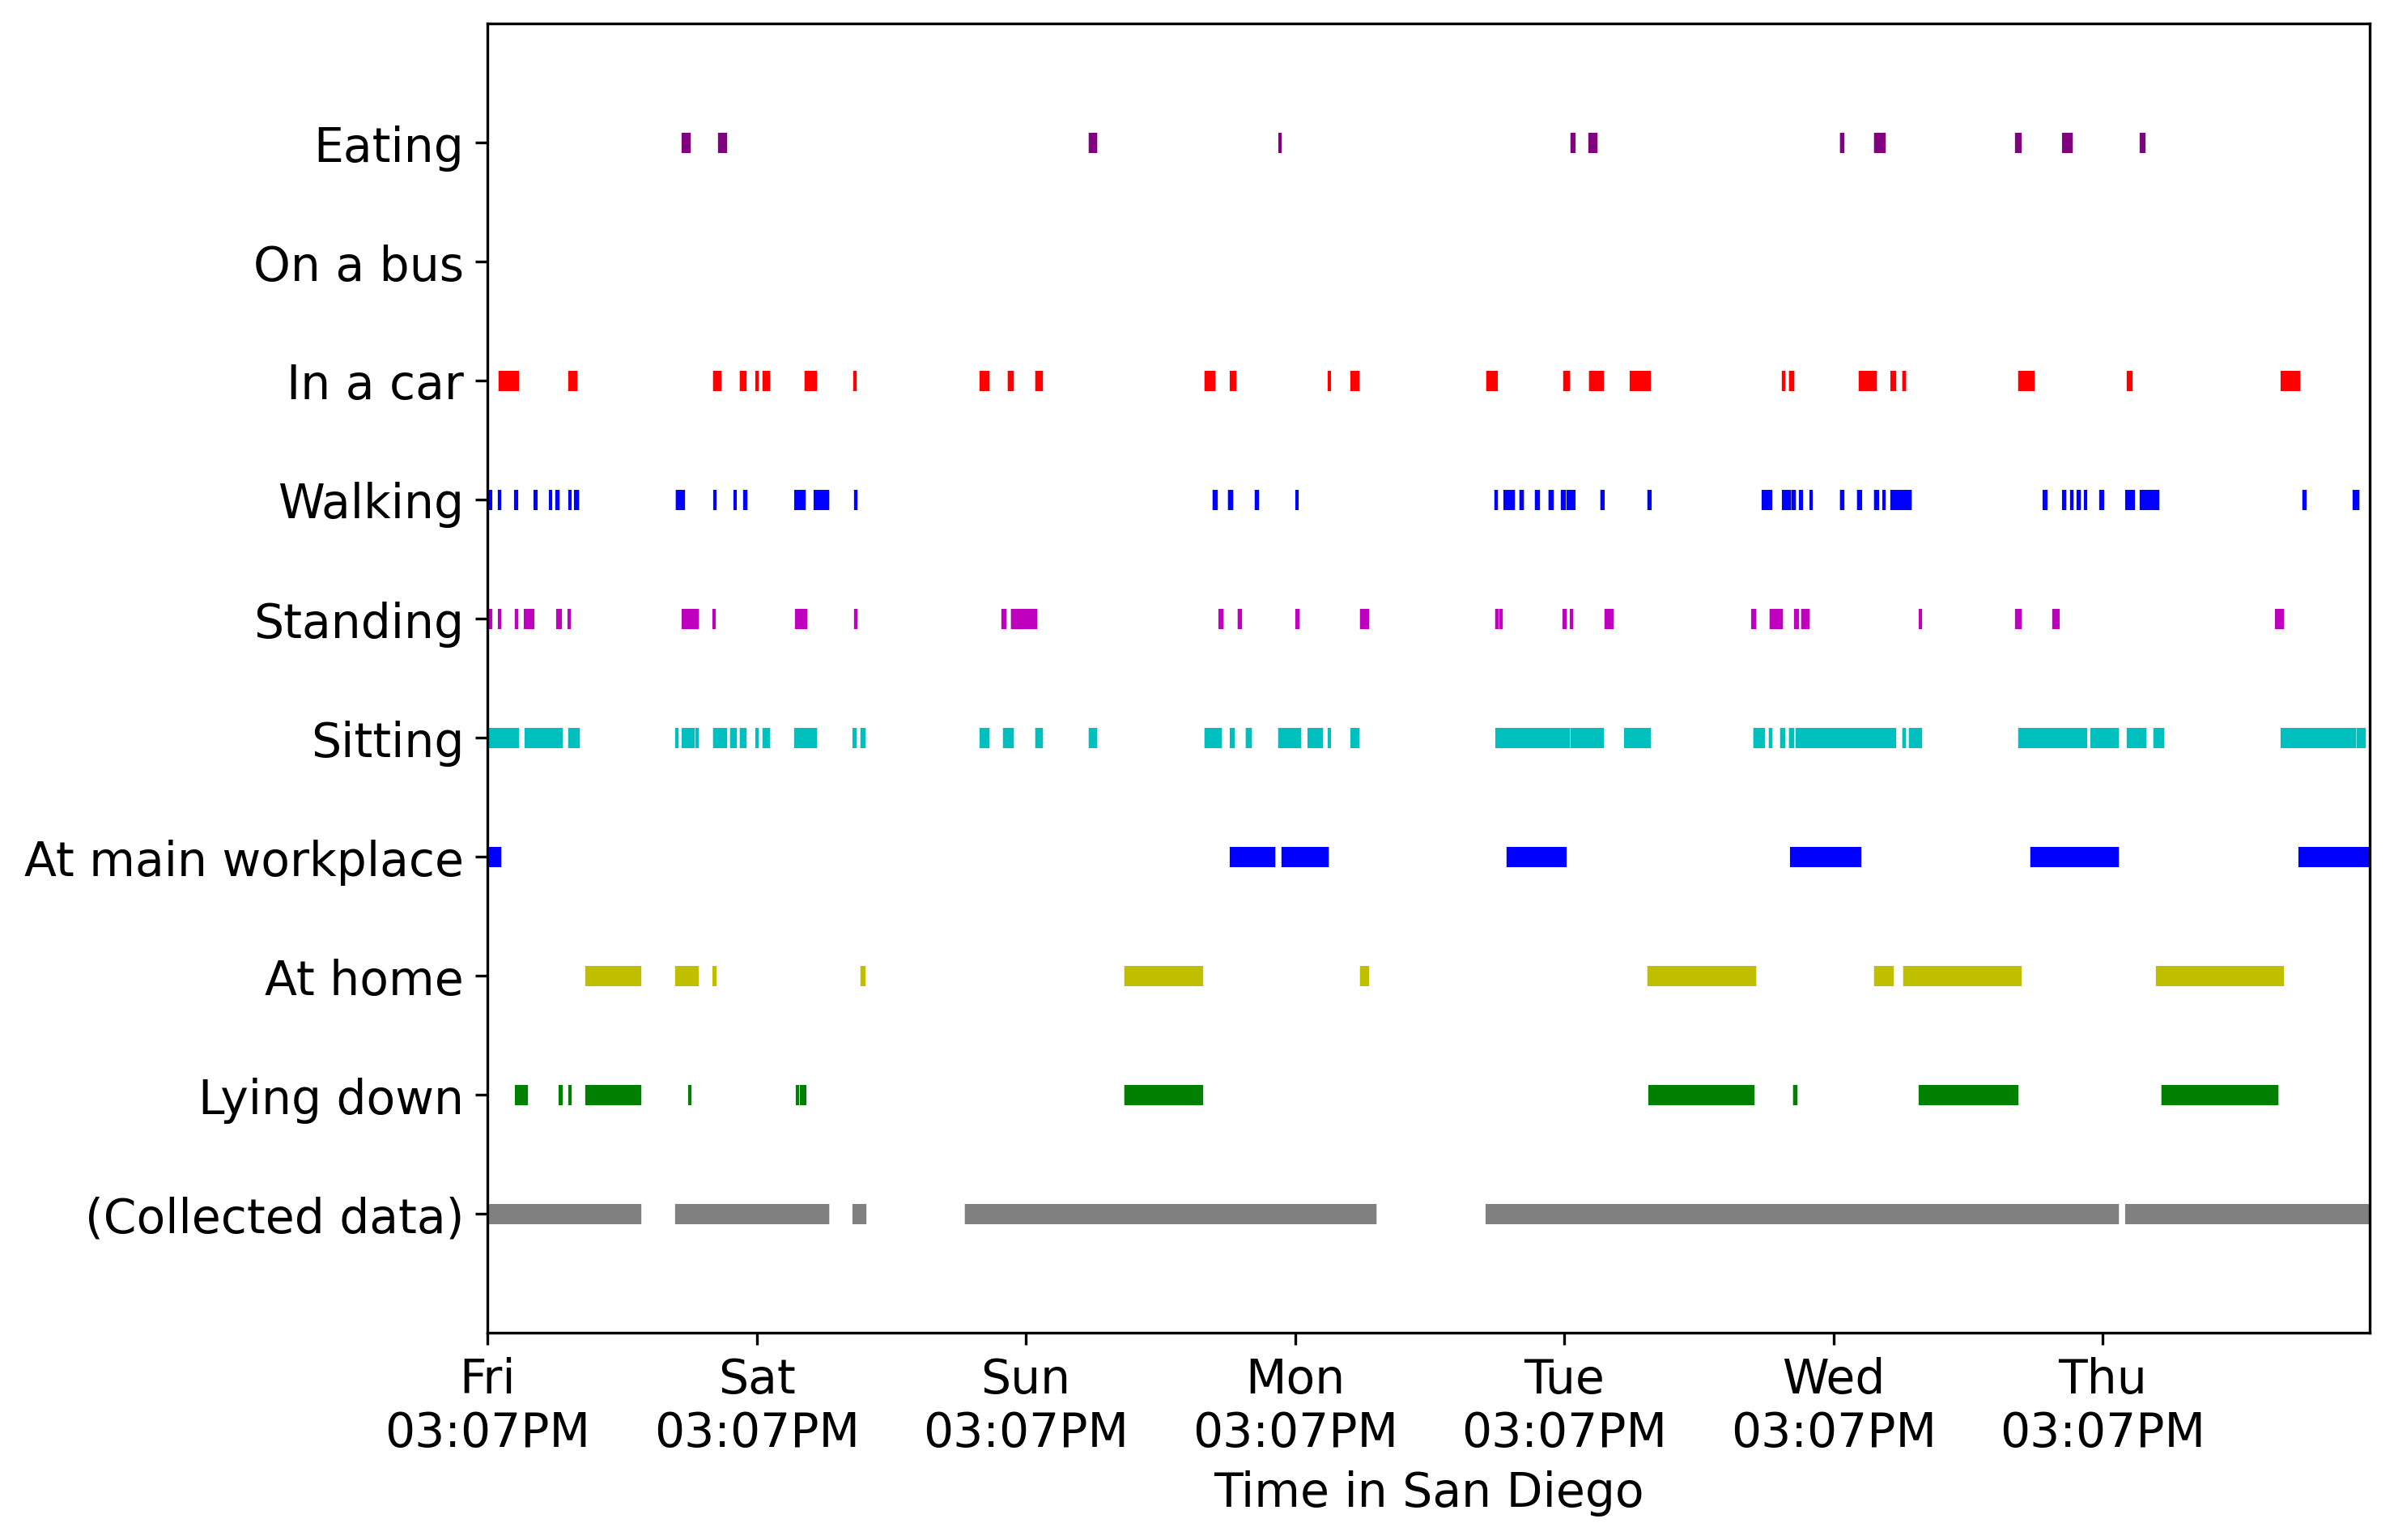 Eating
On a bus
In a car
Walking
Standing
Sitting
At main workplace
At home
Lying down
(Collected data)
Fri Sat Sun Mon Tue Wed Thu
03:07PM 03:07PM 03:07PM 03:07PM 03:07PM 03:07PM 03:07PM
Time in San Diego